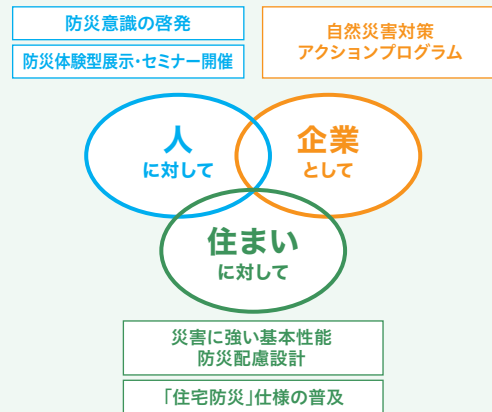 防災意識の啓発
防災体験型展示・セミナー開催
自然災害対策
アクションプログラム
人
に対して
企業
として
住まい
に対して
災害に強い基本性能
防災配慮設計
「住宅防災」仕様の普及